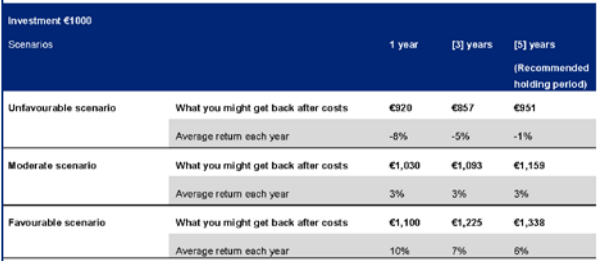 Investment €1000
Scenarios 1 year [3] years [5] years
(Recommended
holding period)
Unfavourable scenario What you might get back after costs €920 €857 €951
Average return each year -8% -5% -1%
Moderate scenario What you might get back after costs €1,030 €1,093 €1,159
Average return each year 3% 3% 3%
Favourable scenario What you might get back after costs €1,100 €1,225 €1,338
Average return each year 10% 7% 6%